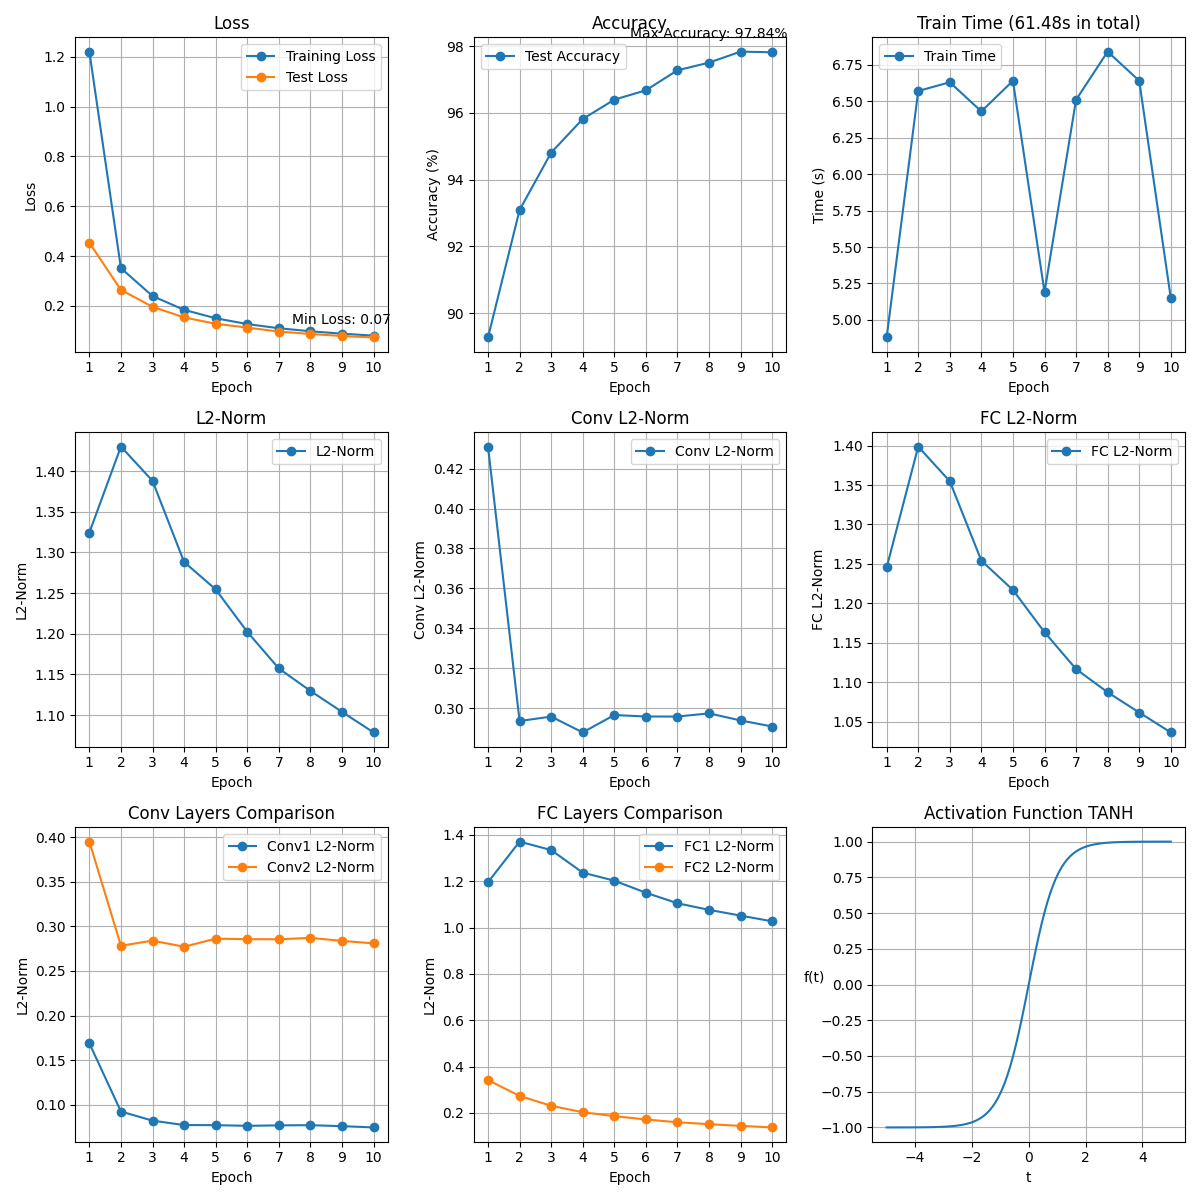 Loss
Training Loss
Test Loss
Min Loss: 0.07
1.2
1.0
0.8
0.6
0.4
0.2
Loss
1 2 3 4 5 6 7 8 9 10
Epoch
Accuracy
Max Accuracy: 97.84%
Test Accuracy
98
96
94
92
90
Accuracy (%)
1 2 3 4 5 6 7 8 9 10
Epoch
Train Time (61.48s in total)
Train Time
6.75
6.50
6.25
6.00
5.75
5.50
5.25
5.00
Time (s)
1 2 3 4 5 6 7 8 9 10
Epoch
L2-Norm
L2-Norm
1.40
1.35
1.30
1.25
1.20
1.15
1.10
L2-Norm
1 2 3 4 5 6 7 8 9 10
Epoch
Conv L2-Norm
Conv L2-Norm
0.42
0.40
0.38
0.36
0.34
0.32
0.30
Conv L2-Norm
1 2 3 4 5 6 7 8 9 10
Epoch
FC L2-Norm
FC L2-Norm
1.40
1.35
1.30
1.25
1.20
1.15
1.10
1.05
FC L2-Norm
1 2 3 4 5 6 7 8 9 10
Epoch
Conv Layers Comparison
Conv1 L2-Norm
Conv2 L2-Norm
0.40
0.35
0.30
0.25
0.20
0.15
0.10
L2-Norm
1 2 3 4 5 6 7 8 9 10
Epoch
FC Layers Comparison
FC1 L2-Norm
FC2 L2-Norm
1.4
1.2
1.0
0.8
0.6
0.4
0.2
L2-Norm
1 2 3 4 5 6 7 8 9 10
Epoch
Activation Function TANH
1.00
0.75
0.50
0.25
0.00
−0.25
−0.50
−0.75
−1.00
f(t)
−4 −2 0 2 4
t